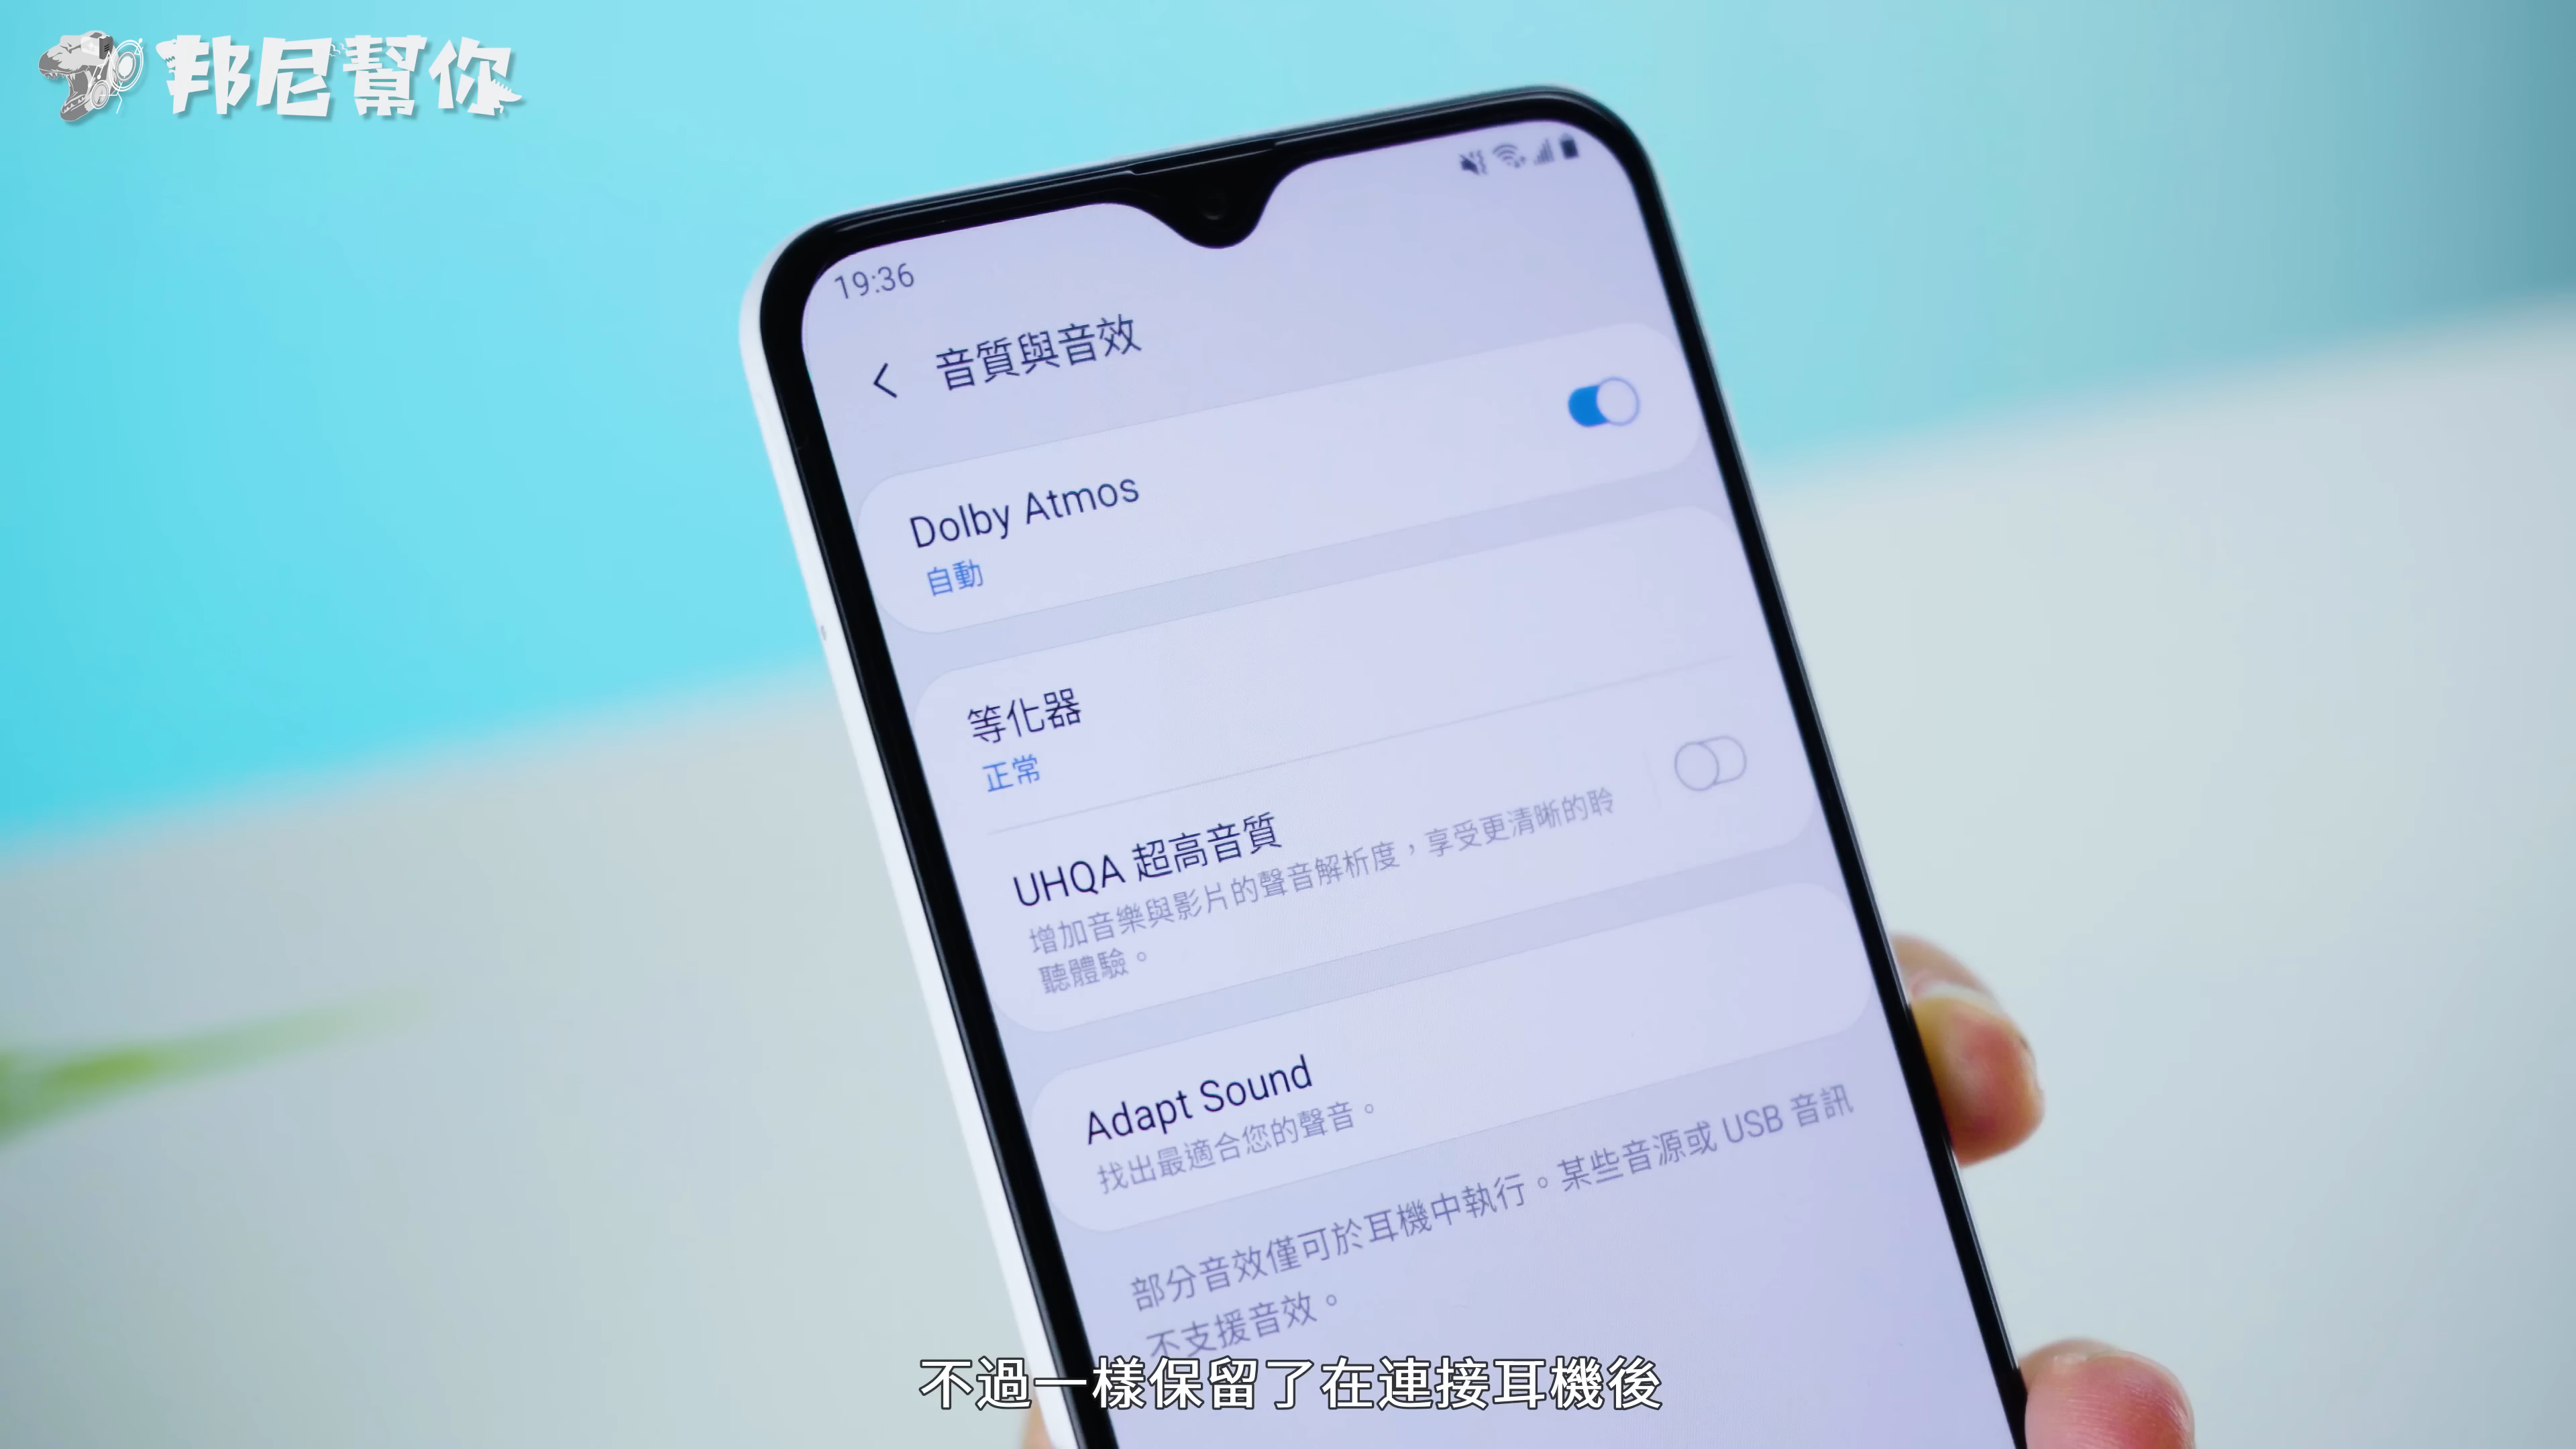 邦尼幫你
19:36
音質與音效
Dolby Atmos
自動
等化器
正常
UHQA 超高音質
增加音樂與影片的聲音解析度，享受更清晰的聆
聽體驗。
Adapt Sound
找出最適合您的聲音。
部分音效僅可於耳機中執行。某些音源或 USB 音訊
不支援音效。
不過一樣保留了在連接耳機後